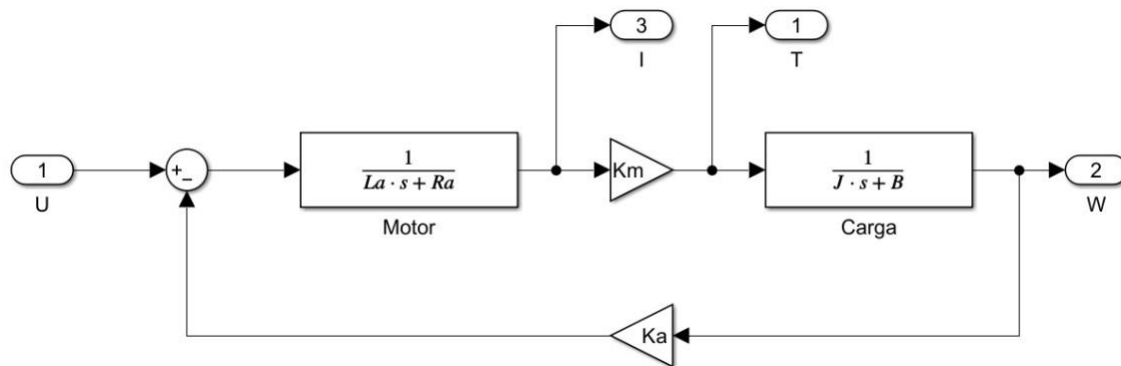 3
I
1
T
1
U
+
−
1
La · s + Ra
Motor
Km
1
J · s + B
Carga
2
W
Ka